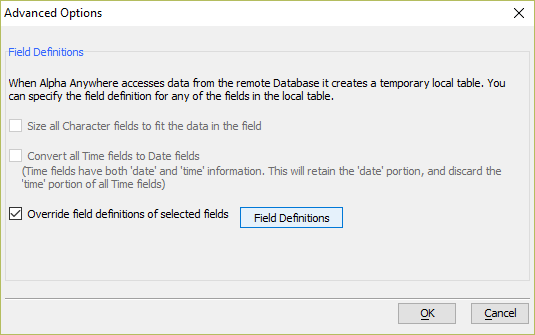 Advanced Options
Field Definitions
When Alpha Anywhere accesses data from the remote Database it creates a temporary local table. You
can specify the field definition for any of the fields in the local table.
Size all Character fields to fit the data in the field
Convert all Time fields to Date fields
(Time fields have both 'date' and 'time' information. This will retain the 'date' portion, and discard the
'time' portion of all Time fields)
Override field definitions of selected fields
Field Definitions
OK
Cancel